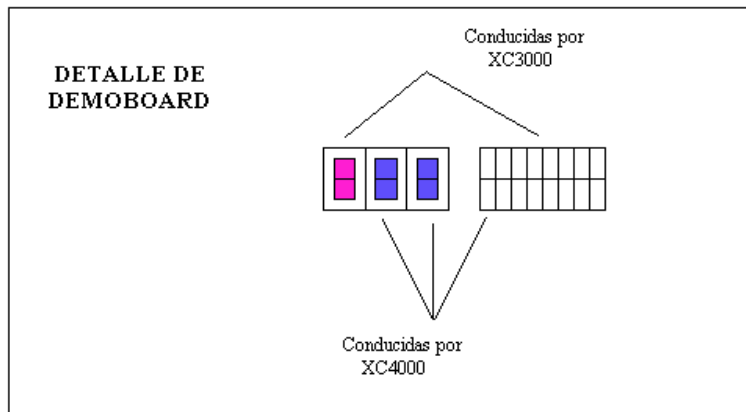 Conducidas por
XC3000
DETALLE DE
DEMOBOARD
Conducidas por
XC4000